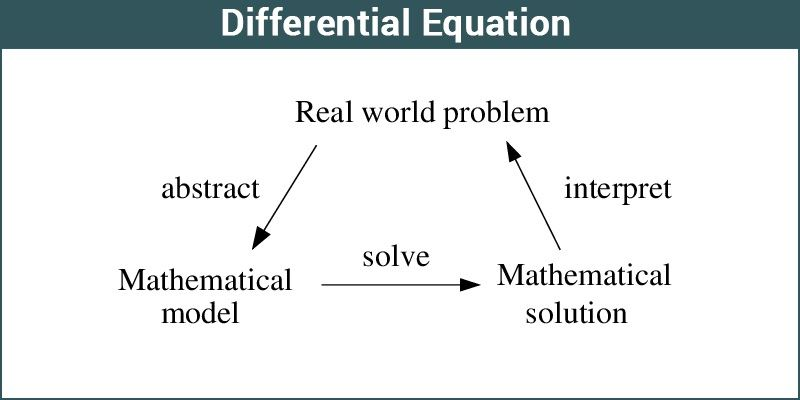 Differential Equation
Real world problem
abstract
interpret
solve
Mathematical
model
Mathematical
solution